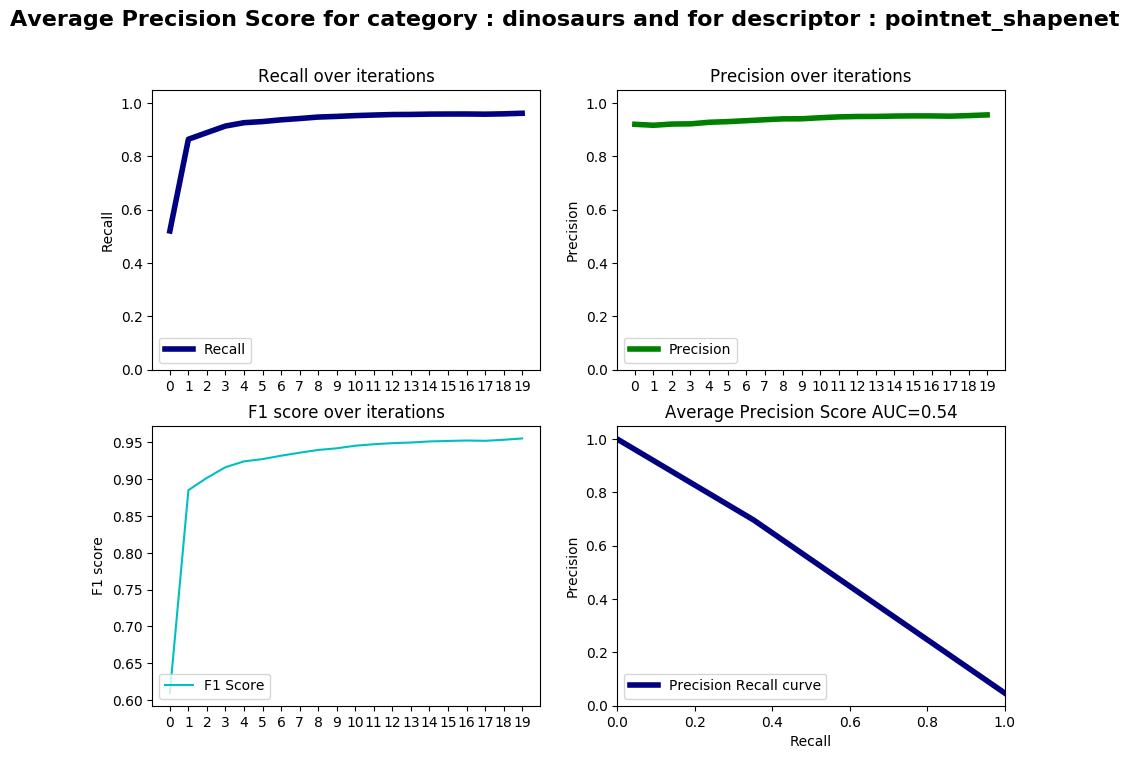 Average Precision Score for category : dinosaurs and for descriptor : pointnet_shapenet
Recall over iterations
Recall
1.0
0.8
0.6
0.4
0.2
0.0
0 1 2 3 4 5 6 7 8 9 10 11 12 13 14 15 16 17 18 19
Recall
Precision over iterations
Precision
1.0
0.8
0.6
0.4
0.2
0.0
0 1 2 3 4 5 6 7 8 9 10 11 12 13 14 15 16 17 18 19
Precision
F1 score over iterations
F1 score
0.95
0.90
0.85
0.80
0.75
0.70
0.65
0.60
0 1 2 3 4 5 6 7 8 9 10 11 12 13 14 15 16 17 18 19
F1 Score
Average Precision Score AUC=0.54
Precision
1.0
0.8
0.6
0.4
0.2
0.0
0.0 0.2 0.4 0.6 0.8 1.0
Precision Recall curve
Recall